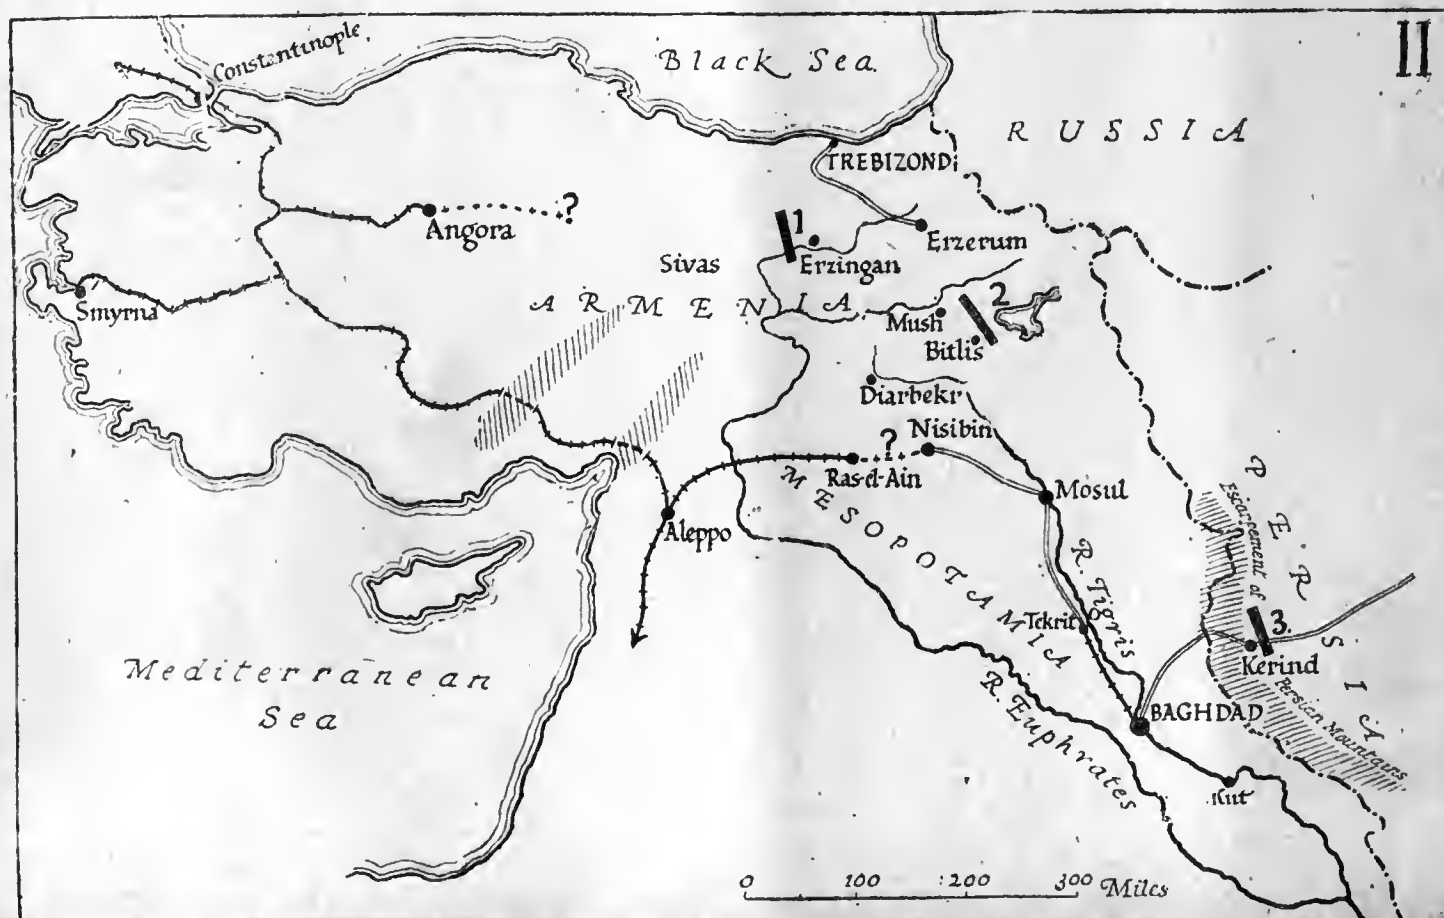 II
Constantinople.
Black Sea
RUSSIA
TREBIZOND
?
Angora
1
Erzerum
Erzingan
Sivas
ARMENIA
2
Smyrna
Mush
Bitlis
Diarbekr
Nisibin
?
Ras-el-Ain
Mosul
Aleppo
MESOPOTAMIA
PERSIA
Escarpement of
Persian Mountains
R. Tigris
Tekrit
3.
Kerind
Mediterranean
Sea
R. Euphrates
BAGHDAD
Kut
0 100 200 300 Miles